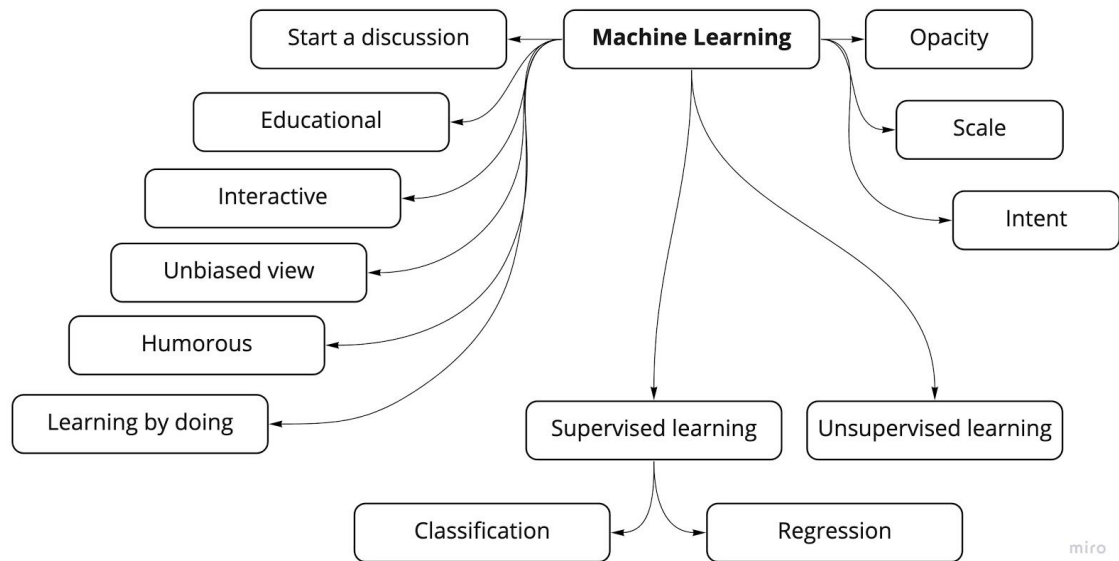 Start a discussion
Machine Learning
Opacity
Educational
Scale
Interactive
Intent
Unbiased view
Humorous
Learning by doing
Supervised learning
Unsupervised learning
Classification
Regression
miro